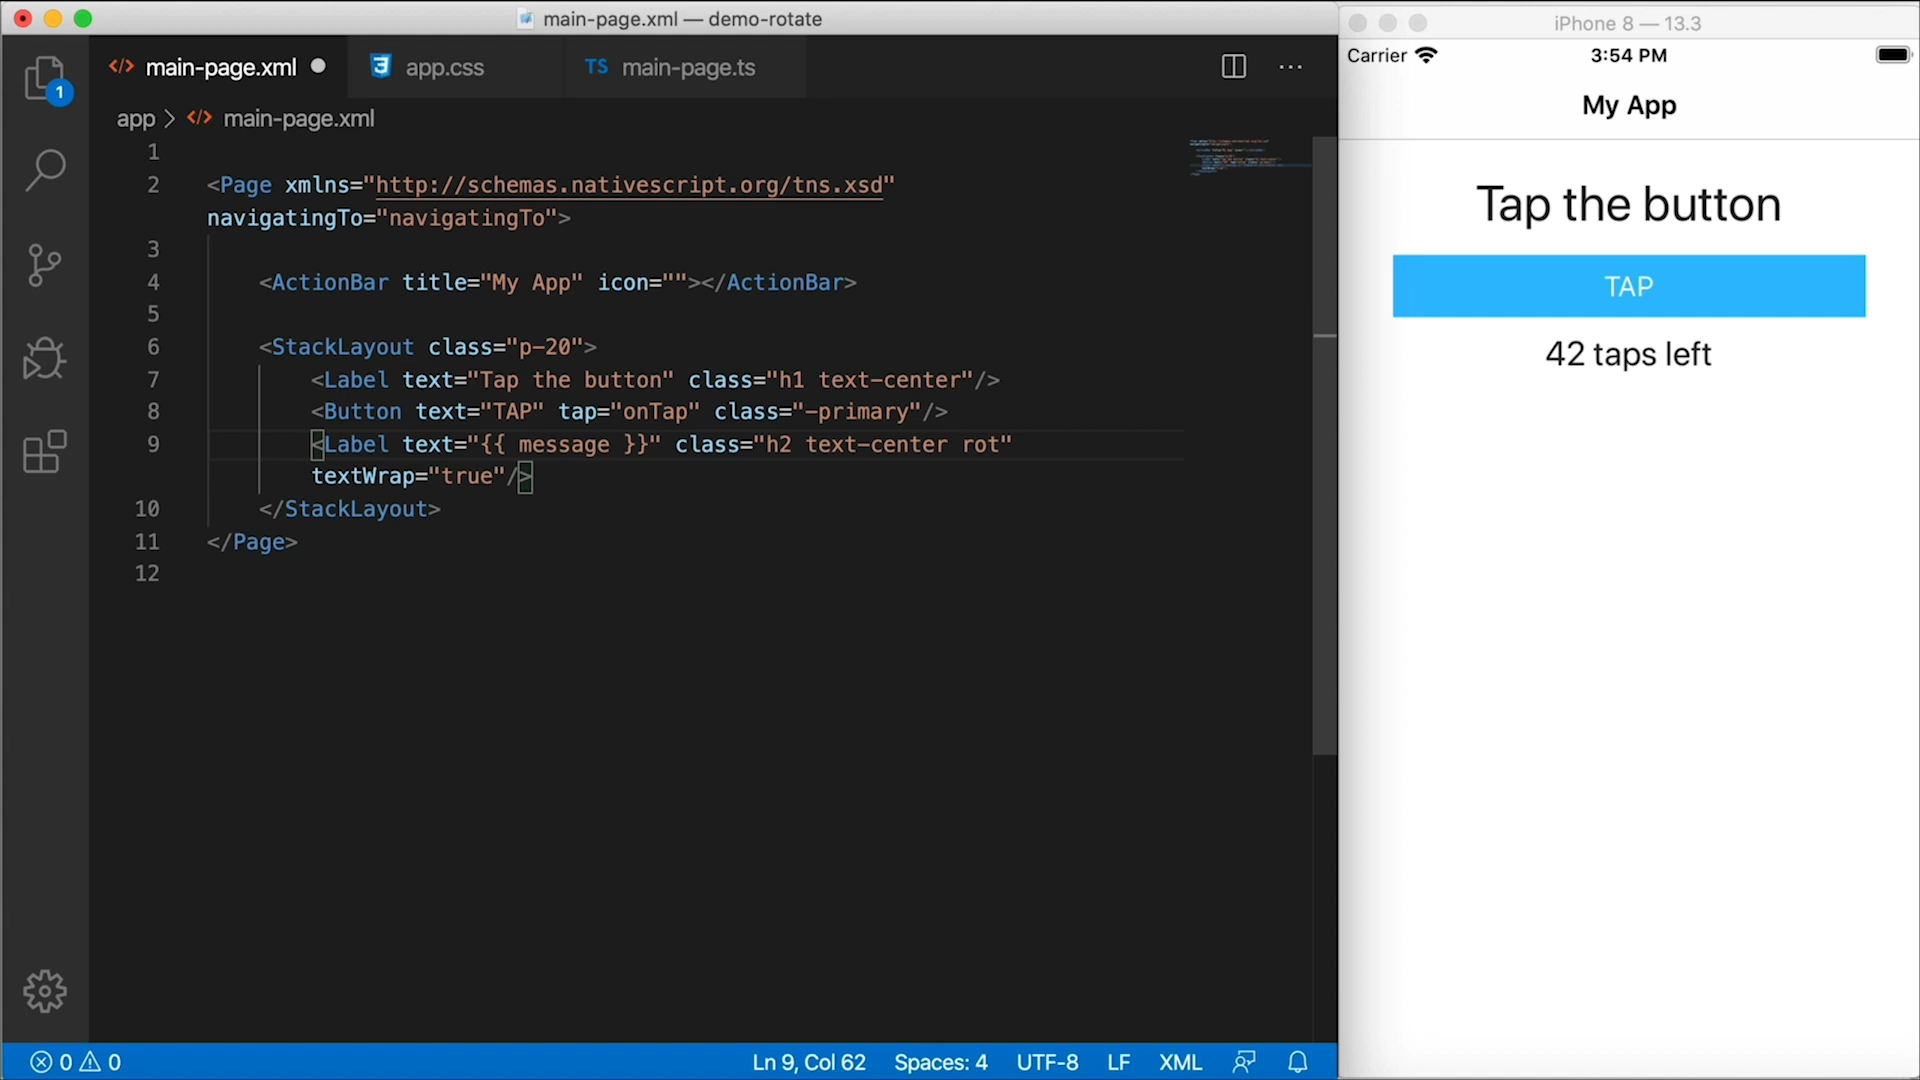 main-page.xml — demo-rotate
main-page.xml
app.css
TS main-page.ts
1
app > </> main-page.xml
1
2 <Page xmlns="http://schemas.nativescript.org/tns.xsd"
navigatingTo="navigatingTo">
3
4 <ActionBar title="My App" icon=""></ActionBar>
5
6 <StackLayout class="p-20">
7 <Label text="Tap the button" class="h1 text-center"/>
8 <Button text="TAP" tap="onTap" class="-primary"/>
9 <Label text="{{ message }}" class="h2 text-center rot"
textWrap="true"/>
10 </StackLayout>
11 </Page>
12
0 0
Ln 9, Col 62 Spaces: 4 UTF-8 LF XML
iPhone 8 — 13.3
Carrier 3:54 PM
My App
Tap the button
TAP
42 taps left